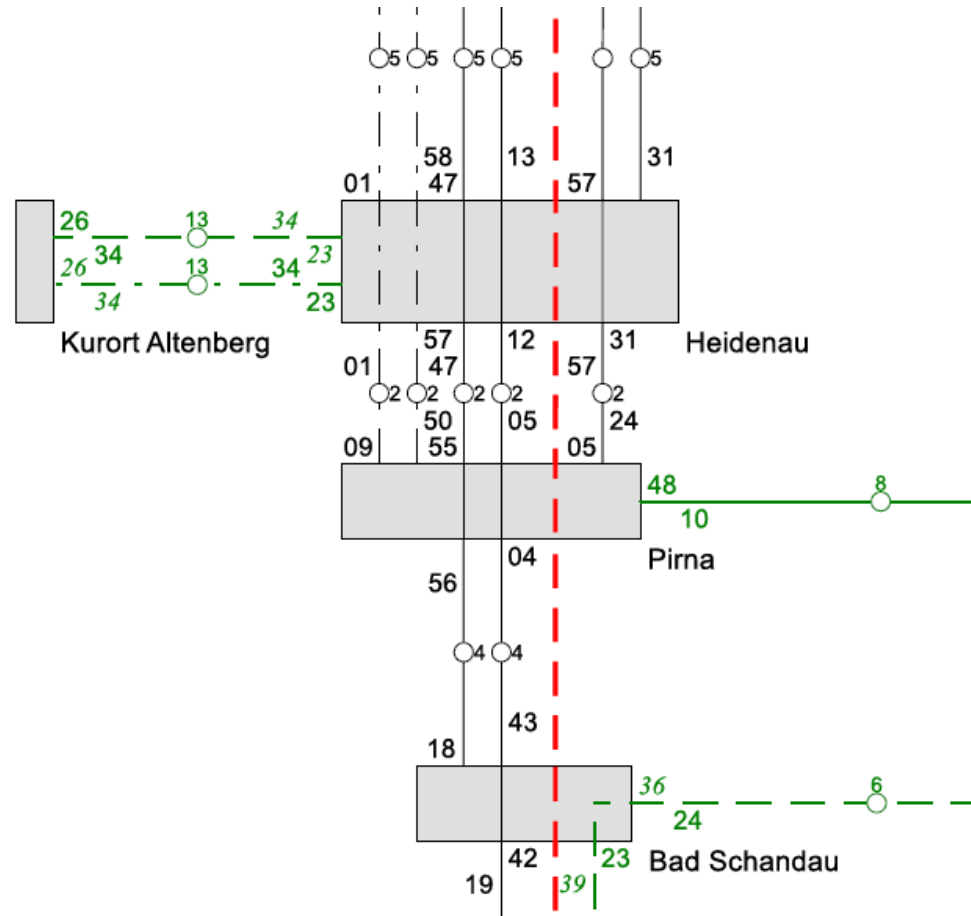 5 5 5 5 5
58 13 31
01 47 57
26 13 34
34 23
26 13 34
34 23
Kurort Altenberg
57 12 31
Heidenau
01 47 57
2 2 2 2 2
50 05 24
09 55 05
48 8
10
04
Pirna
56
4 4
43
18
36 6
24
42 23
Bad Schandau
19 39